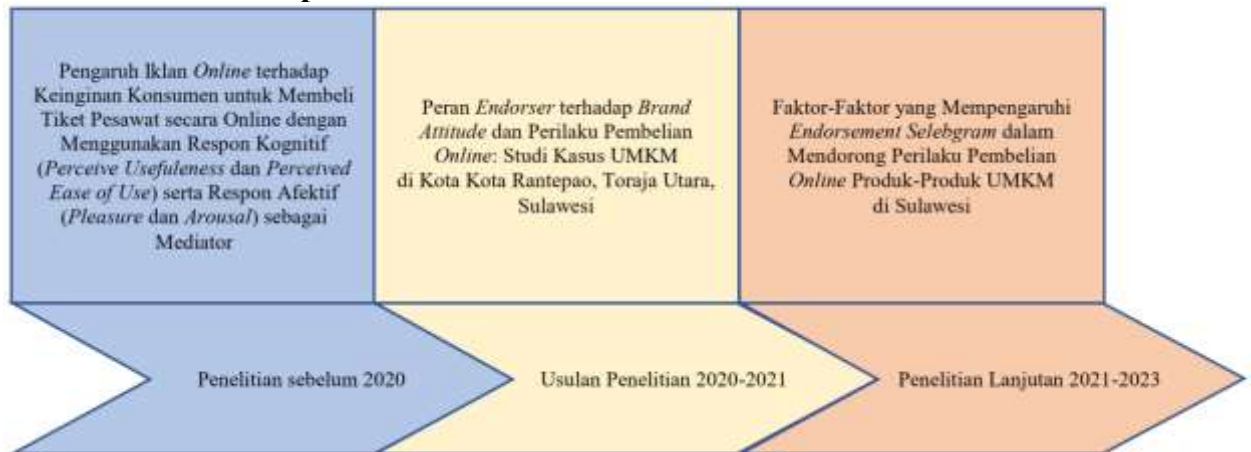 Pengaruh Iklan Online terhadap
Keinginan Konsumen untuk Membeli
Tiket Pesawat secara Online dengan
Menggunakan Respon Kognitif
(Perceive Usefuleness dan Perceived
Ease of Use) serta Respon Afektif
(Pleasure dan Arousal) sebagai
Mediator
Peran Endorser terhadap Brand
Attitude dan Perilaku Pembelian
Online: Studi Kasus UMKM
di Kota Kota Rantepao, Toraja Utara,
Sulawesi
Faktor-Faktor yang Mempengaruhi
Endorsement Selebgram dalam
Mendorong Perilaku Pembelian
Online Produk-Produk UMKM
di Sulawesi
Penelitian sebelum 2020
Usulan Penelitian 2020-2021
Penelitian Lanjutan 2021-2023